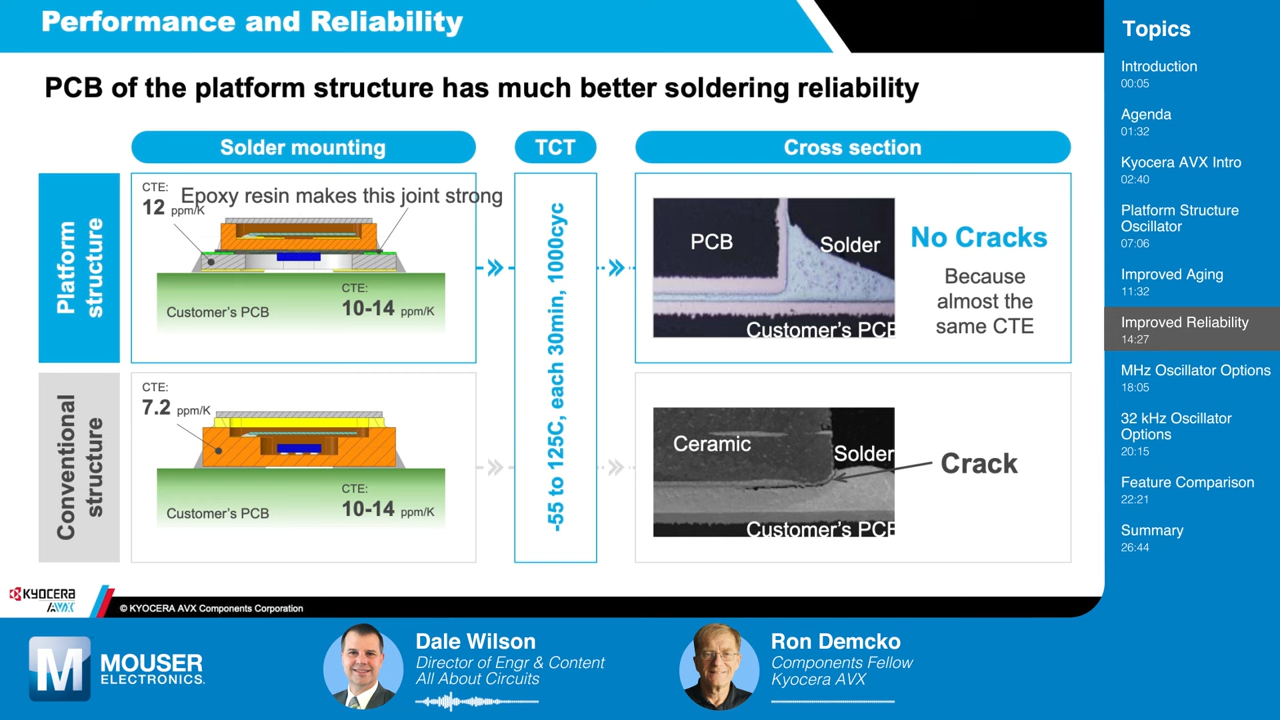 Performance and Reliability
PCB of the platform structure has much better soldering reliability
Solder mounting
TCT
Cross section
Platform
structure
CTE:
12 ppm/K
Epoxy resin makes this joint strong
Customer's PCB
CTE:
10-14 ppm/K
-55 to 125C, each 30min, 1000cyc
PCB
Solder
Customer's PCB
No Cracks
Because
almost the
same CTE
Conventional
structure
CTE:
7.2 ppm/K
Customer's PCB
CTE:
10-14 ppm/K
Ceramic
Solder
Customer's PCB
Crack
KYOCERA
AVX
© KYOCERA AVX Components Corporation
Topics
Introduction
00:05
Agenda
01:32
Kyocera AVX Intro
02:40
Platform Structure
Oscillator
07:06
Improved Aging
11:32
Improved Reliability
14:27
MHz Oscillator Options
18:05
32 kHz Oscillator
Options
20:15
Feature Comparison
22:21
Summary
26:44
M
MOUSER
ELECTRONICS.
Dale Wilson
Director of Engr & Content
All About Circuits
Ron Demcko
Components Fellow
Kyocera AVX